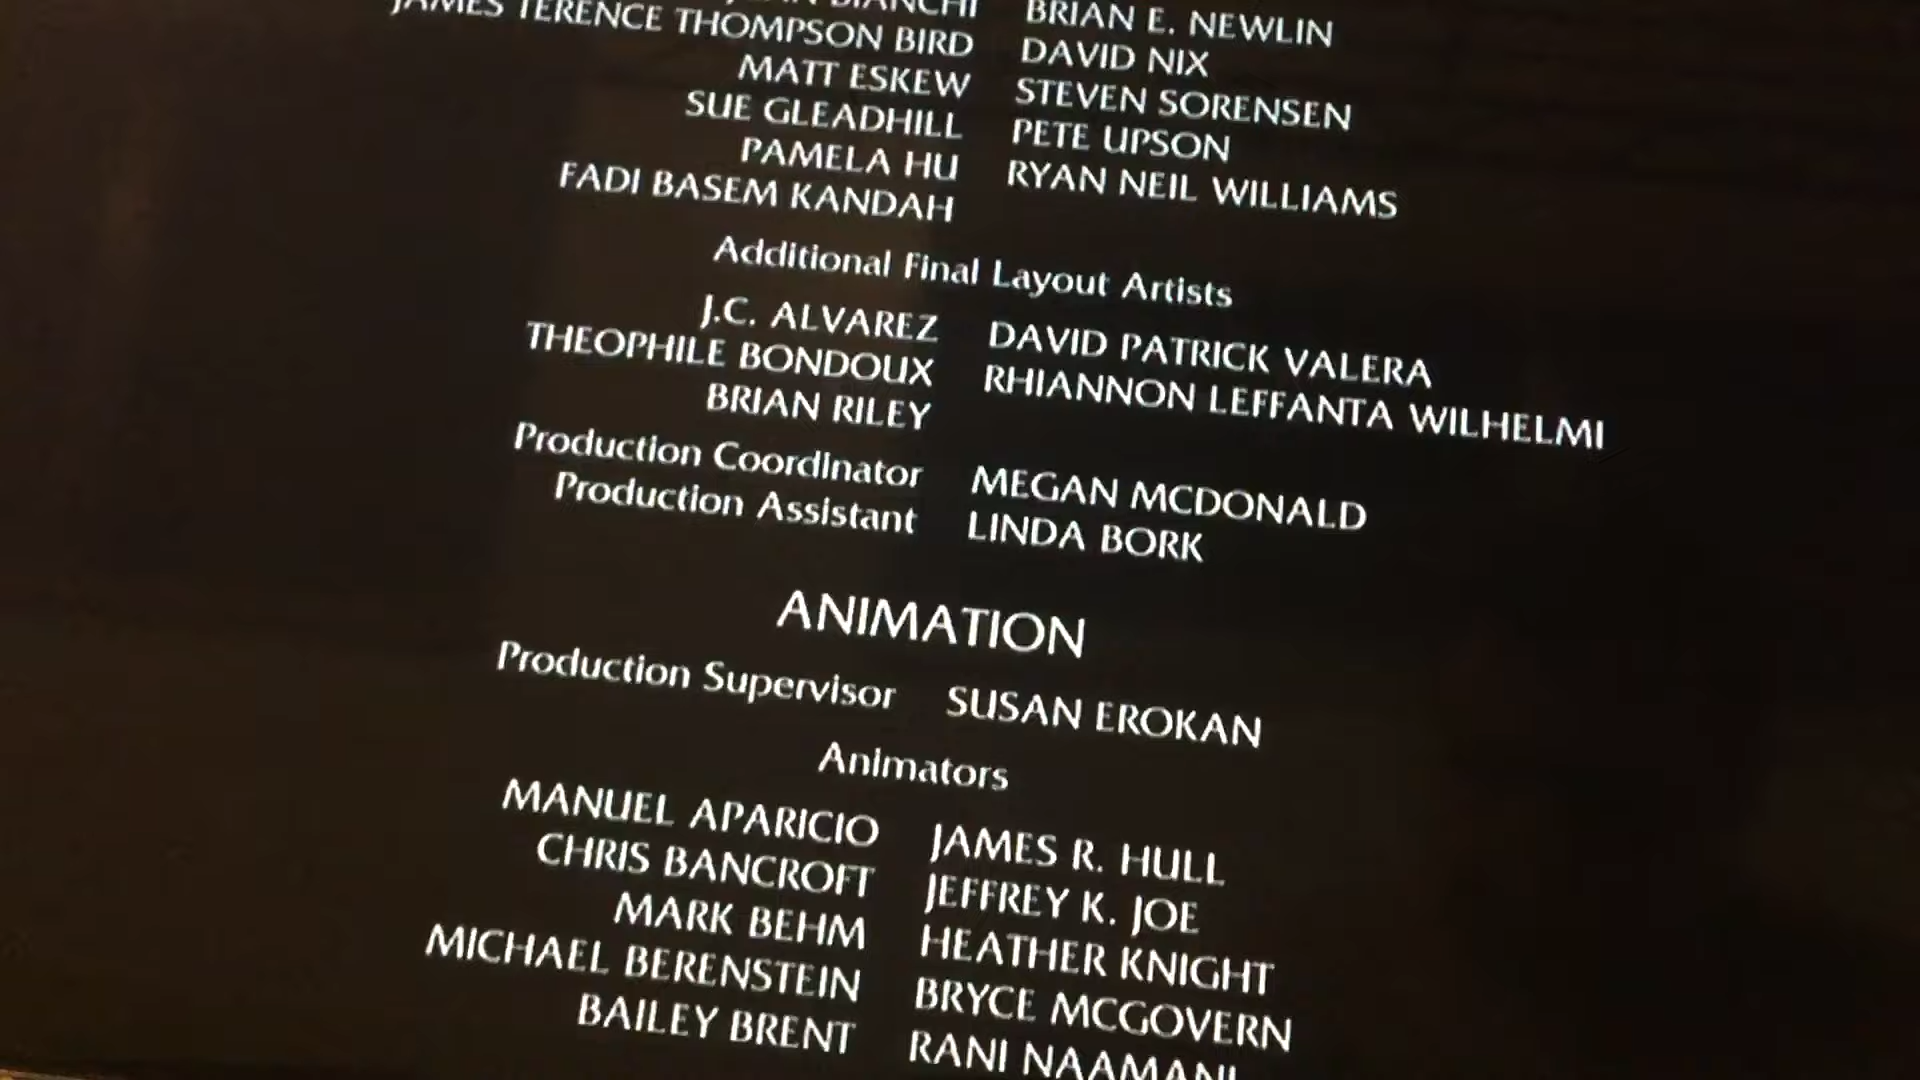 BIANCHI BRIAN E. NEWLIN
JAMES TERENCE THOMPSON BIRD DAVID NIX
MATT ESKEW STEVEN SORENSEN
SUE GLEADHILL PETE UPSON
PAMELA HU RYAN NEIL WILLIAMS
FADI BASEM KANDAH
Additional Final Layout Artists
J.C. ALVAREZ DAVID PATRICK VALERA
THEOPHILE BONDOUX RHIANNON LEFFANTA WILHELMI
BRIAN RILEY
Production Coordinator MEGAN MCDONALD
Production Assistant LINDA BORK
ANIMATION
Production Supervisor SUSAN EROKAN
Animators
MANUEL APARICIO JAMES R. HULL
CHRIS BANCROFT JEFFREY K. JOE
MARK BEHM HEATHER KNIGHT
MICHAEL BERENSTEIN BRYCE MCGOVERN
BAILEY BRENT RANI NAAMANI